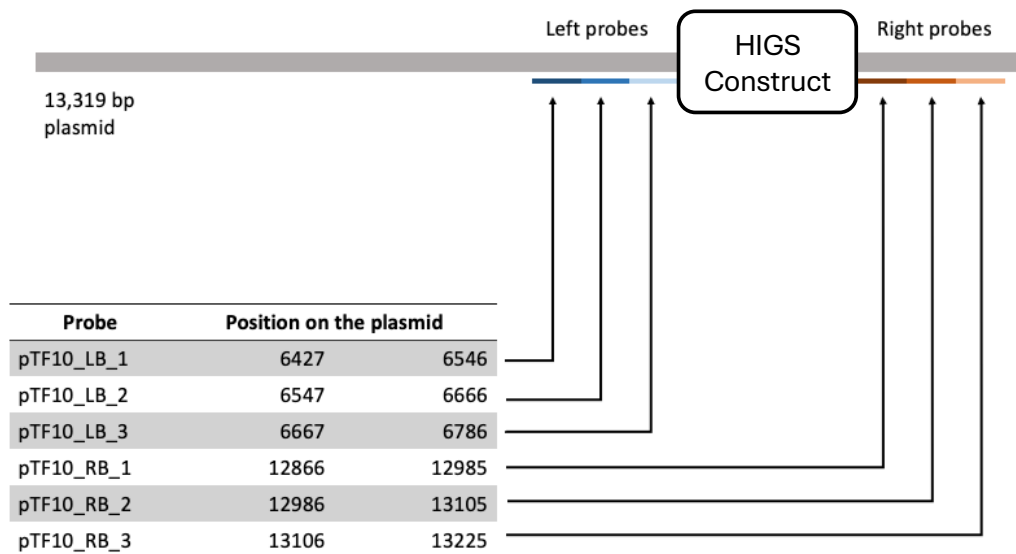 Left probes
HIGS
Construct
Right probes
13,319 bp
plasmid
Probe Position on the plasmid
pTF10_LB_1 6427 6546
pTF10_LB_2 6547 6666
pTF10_LB_3 6667 6786
pTF10_RB_1 12866 12985
pTF10_RB_2 12986 13105
pTF10_RB_3 13106 13225